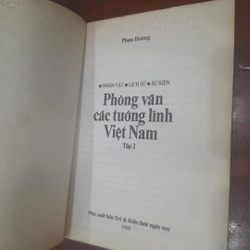 Phan Hoàng
● NHÂN VẬT ● LỊCH SỬ ● SỰ KIỆN
Phỏng vấn
các tướng lĩnh
Việt Nam
Tập 2
Nhà xuất bản Trẻ & Kiến thức ngày nay
1998